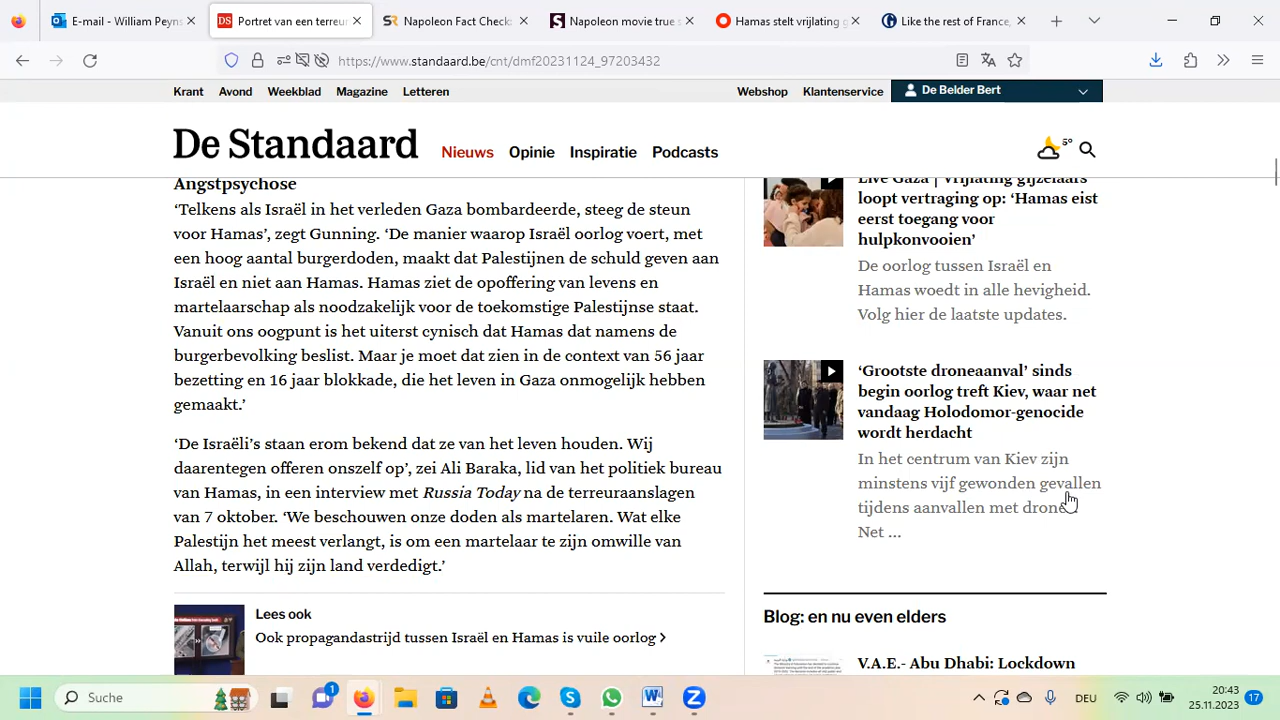 E-mail - William Peyns
Portret van een terreu
Napoleon Fact Check:
Napoleon movie true s
Hamas stelt vrijlating g
Like the rest of France,
https://www.standaard.be/cnt/dmf20231124_97203432
Krant Avond Weekblad Magazine Letteren
Webshop Klantenservice De Belder Bert
De Standaard
Nieuws Opinie Inspiratie Podcasts
5°
Angstpsychose
‘Telkens als Israël in het verleden Gaza bombardeerde, steeg de steun
voor Hamas’, zegt Gunning. ‘De manier waarop Israël oorlog voert, met
een hoog aantal burgerdoden, maakt dat Palestijnen de schuld geven aan
Israël en niet aan Hamas. Hamas ziet de opoffering van levens en
martelaarschap als noodzakelijk voor de toekomstige Palestijnse staat.
Vanuit ons oogpunt is het uiterst cynisch dat Hamas dat namens de
burgerbevolking beslist. Maar je moet dat zien in de context van 56 jaar
bezetting en 16 jaar blokkade, die het leven in Gaza onmogelijk hebben
gemaakt.’
‘De Israëli’s staan erom bekend dat ze van het leven houden. Wij
daarentegen offeren onszelf op’, zei Ali Baraka, lid van het politiek bureau
van Hamas, in een interview met Russia Today na de terreuraanslagen
van 7 oktober. ‘We beschouwen onze doden als martelaren. Wat elke
Palestijn het meest verlangt, is om een martelaar te zijn omwille van
Allah, terwijl hij zijn land verdedigt.’
Lees ook
Ook propagandastrijd tussen Israël en Hamas is vuile oorlog >
Live Gaza | Vrijlating gijzelaars
loopt vertraging op: ‘Hamas eist
eerst toegang voor
hulpkonvooien’
De oorlog tussen Israël en
Hamas woedt in alle hevigheid.
Volg hier de laatste updates.
‘Grootste droneaanval’ sinds
begin oorlog treft Kiev, waar net
vandaag Holodomor-genocide
wordt herdacht
In het centrum van Kiev zijn
minstens vijf gewonden gevallen
tijdens aanvallen met drone
Net ...
Blog: en nu even elders
V.A.E.- Abu Dhabi: Lockdown
Suche
1
DEU
20:43
25.11.2023
17